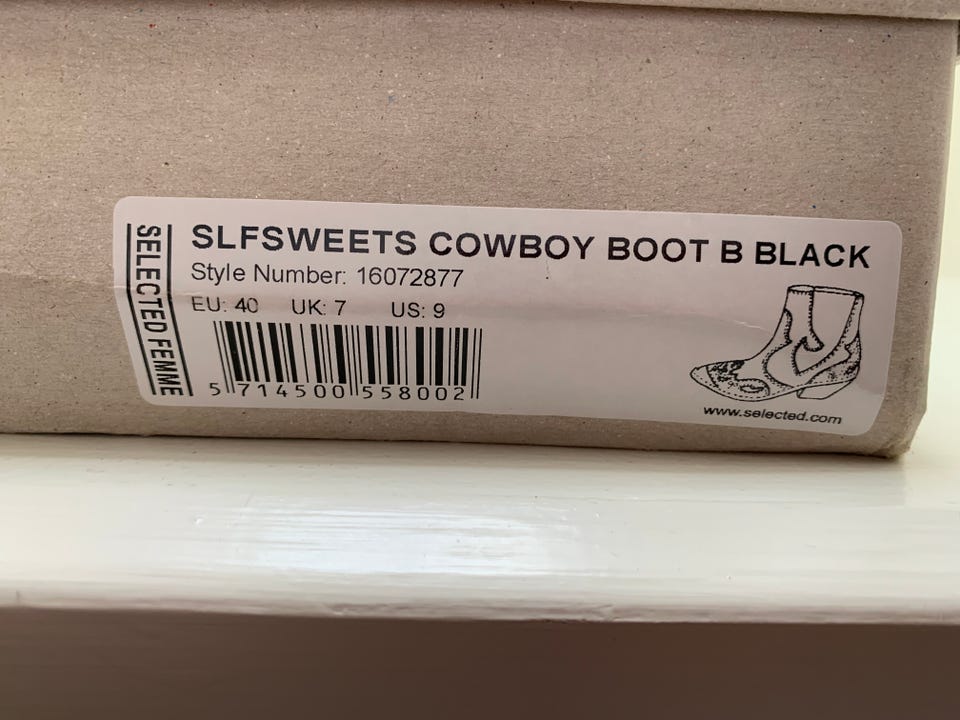 SELECTED FEMME
SLFSWEETS COWBOY BOOT B BLACK
Style Number: 16072877
EU: 40 UK: 7 US: 9
5 714500 558002
www.selected.com